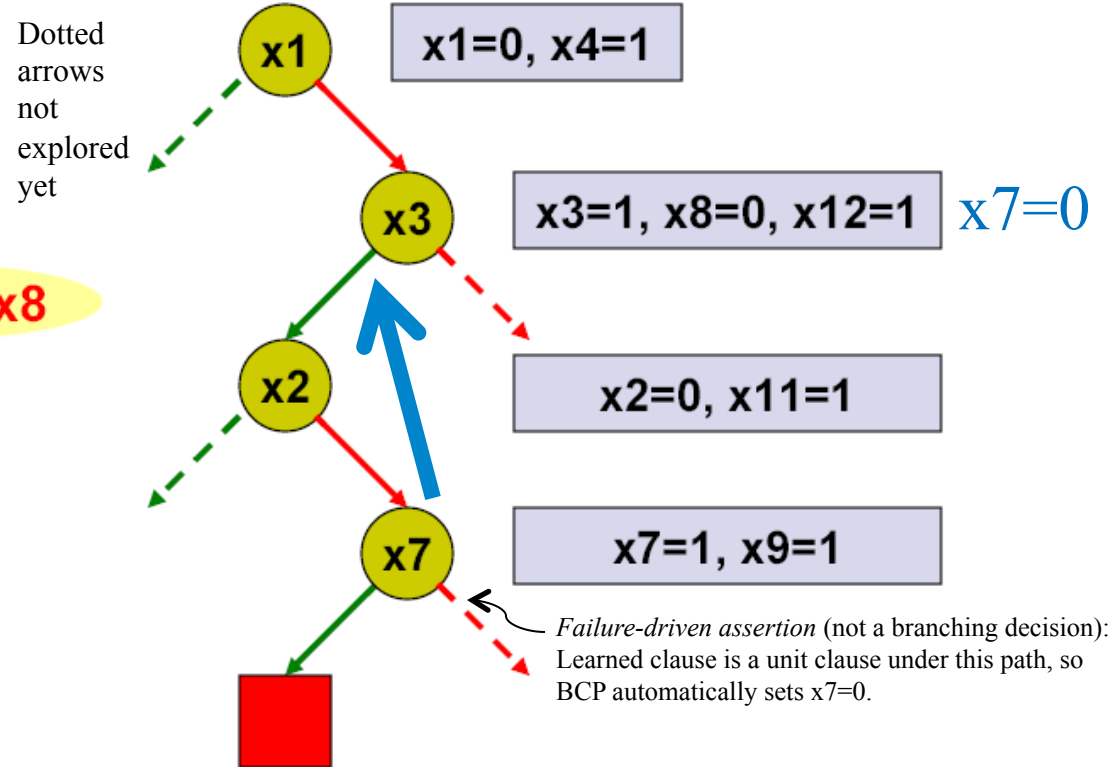 Dotted
arrows
not
explored
yet
x1
x1=0, x4=1
x3
x3=1, x8=0, x12=1
x7=0
x8
x2
x2=0, x11=1
x7
x7=1, x9=1
Failure-driven assertion (not a branching decision):
Learned clause is a unit clause under this path, so
BCP automatically sets x7=0.